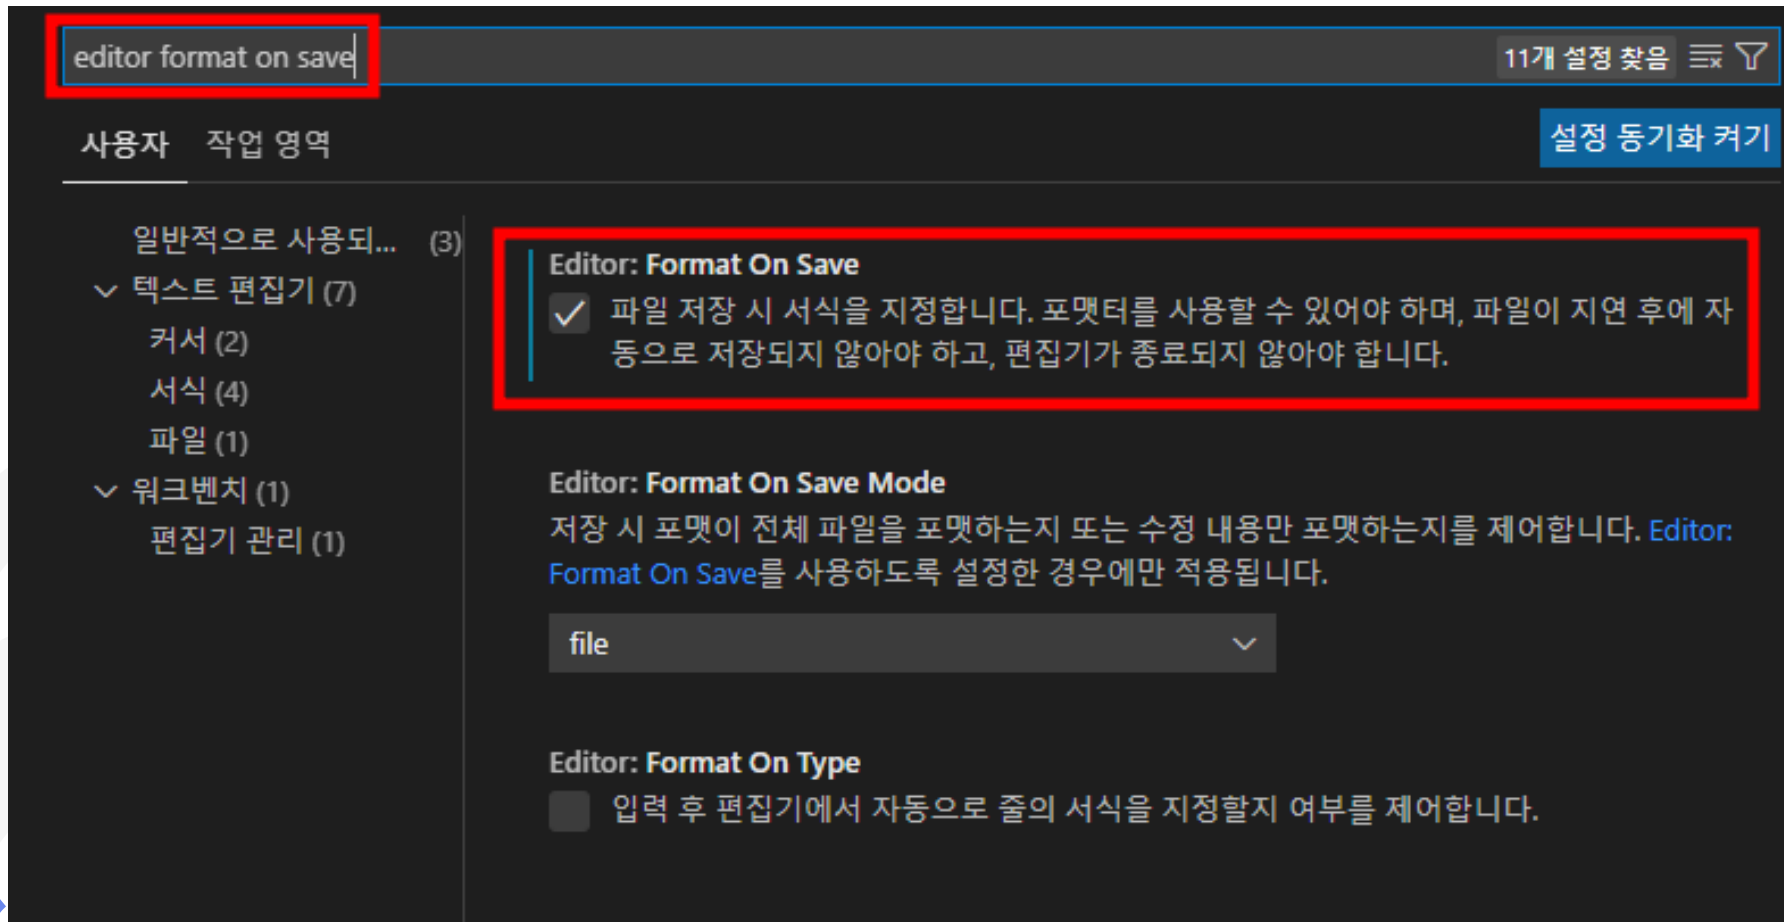 editor format on save
11개 설정 찾음
사용자 작업 영역
설정 동기화 켜기
일반적으로 사용되... (3)
텍스트 편집기 (7)
커서 (2)
서식 (4)
파일 (1)
워크벤치 (1)
편집기 관리 (1)
Editor: Format On Save
파일 저장 시 서식을 지정합니다. 포맷터를 사용할 수 있어야 하며, 파일이 지연 후에 자
동으로 저장되지 않아야 하고, 편집기가 종료되지 않아야 합니다.
Editor: Format On Save Mode
저장 시 포맷이 전체 파일을 포맷하는지 또는 수정 내용만 포맷하는지를 제어합니다. Editor:
Format On Save를 사용하도록 설정한 경우에만 적용됩니다.
file
Editor: Format On Type
입력 후 편집기에서 자동으로 줄의 서식을 지정할지 여부를 제어합니다.